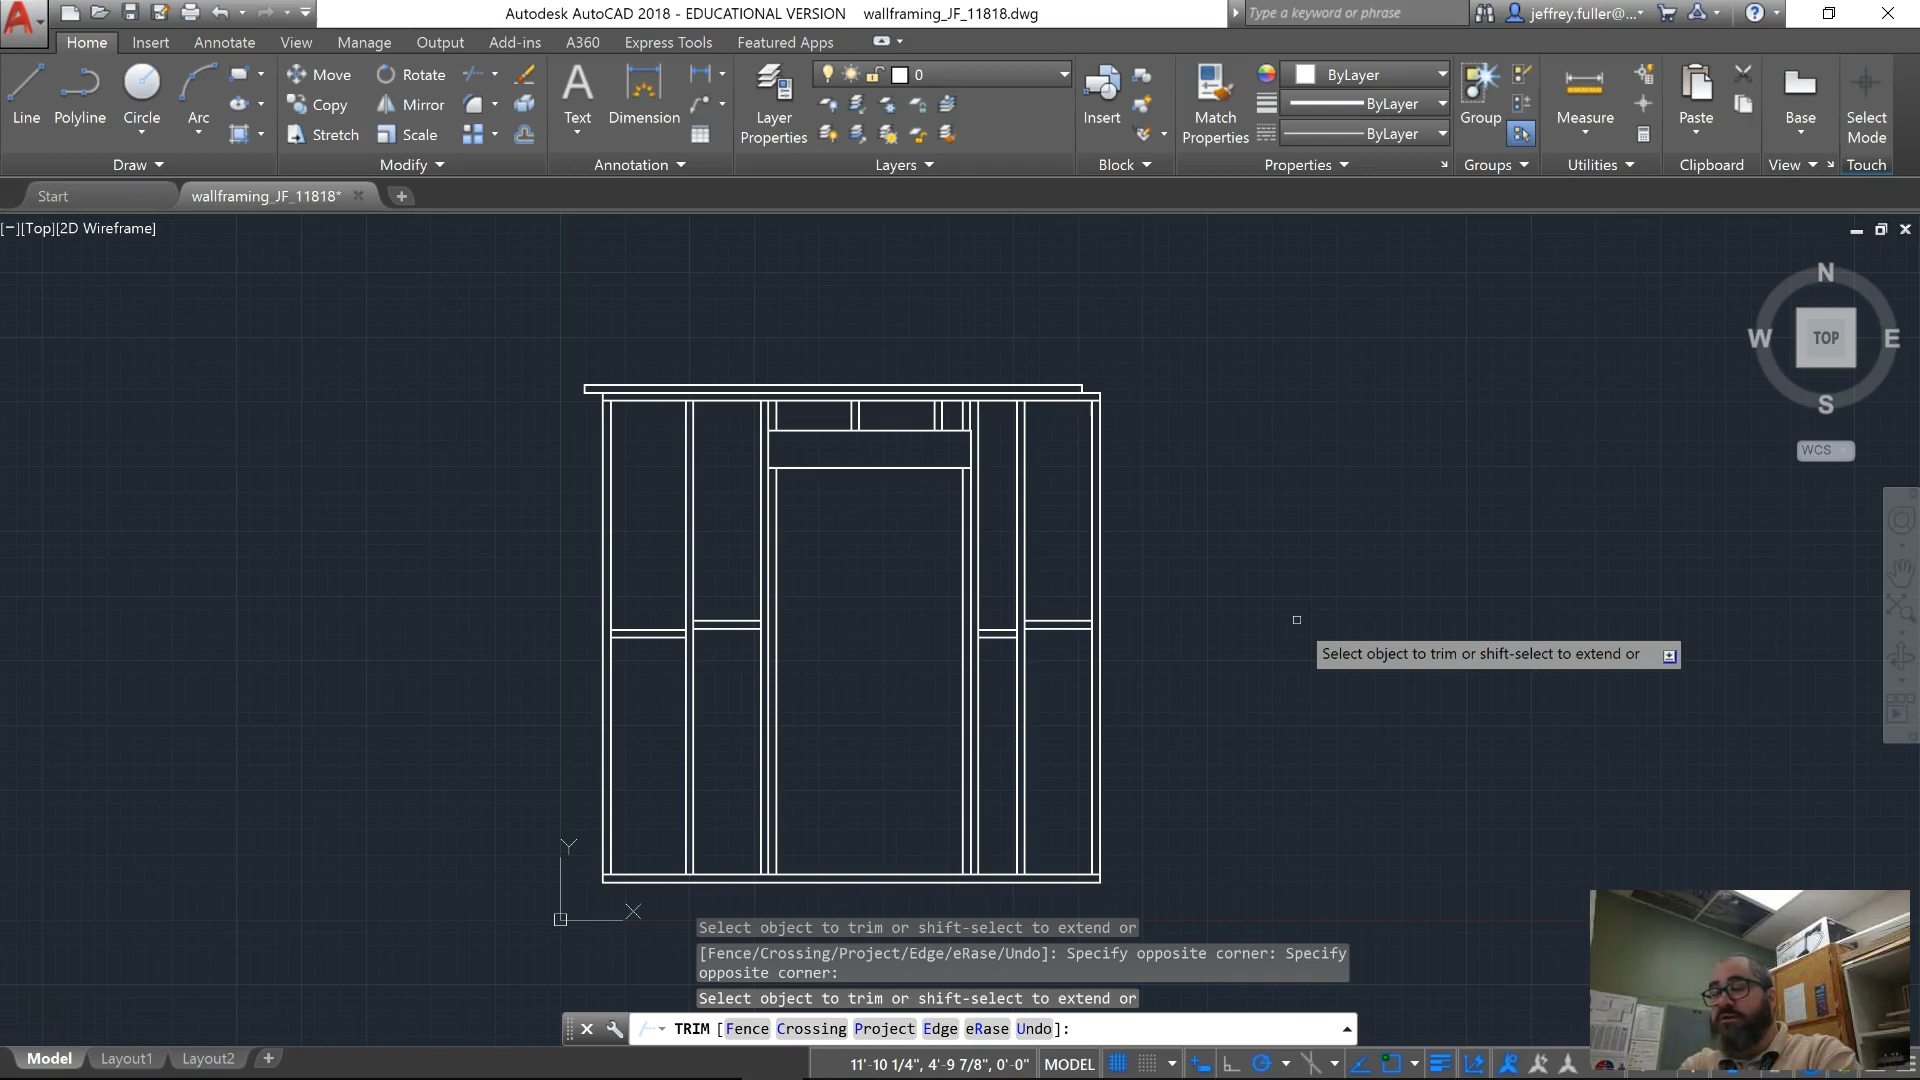 Autodesk AutoCAD 2018 - EDUCATIONAL VERSION wallframing_JF_11818.dwg
Type a keyword or phrase
jeffrey.fuller@...
Home Insert Annotate View Manage Output Add-ins A360 Express Tools Featured Apps
Line Polyline Circle Arc
Draw
Move Rotate
Copy Mirror
Stretch Scale
Modify
Text Dimension
Annotation
Layer Properties
0
Layers
Insert
Block
Match Properties
ByLayer
ByLayer
ByLayer
Properties
Group
Groups
Measure
Utilities
Paste
Clipboard
Base
View
Select Mode
Touch
Start wallframing_JF_11818*
[−][Top][2D Wireframe]
N
W TOP E
S
WCS
Select object to trim or shift-select to extend or
Y
X
Select object to trim or shift-select to extend or
[Fence/Crossing/Project/Edge/eRase/Undo]: Specify opposite corner: Specify
opposite corner:
Select object to trim or shift-select to extend or
TRIM [Fence Crossing Project Edge eRase Undo]:
Model Layout1 Layout2
11'-10 1/4", 4'-9 7/8", 0'-0" MODEL